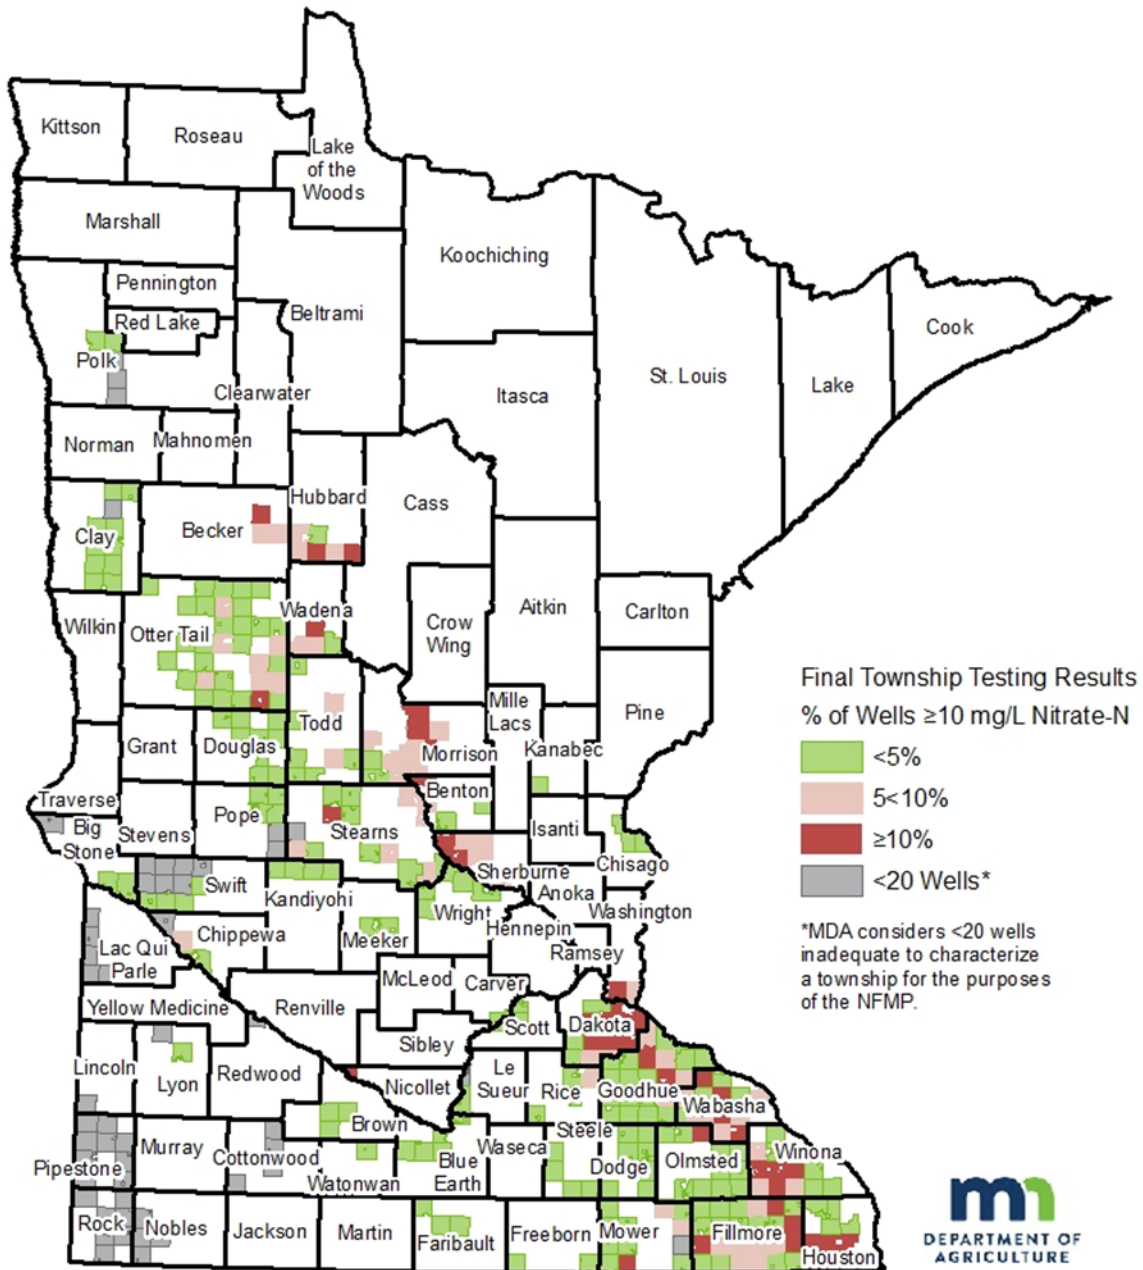 Kittson
Roseau
Lake
of the
Woods
Marshall
Koochiching
Pennington
Beltrami
Red Lake
Cook
Polk
St. Louis
Lake
Clearwater
Itasca
Norman
Mahnomen
Hubbard
Cass
Clay
Becker
Wadena
Aitkin
Carlton
Wilkin
Otter Tail
Crow
Wing
Mille
Lacs
Pine
Todd
Grant
Douglas
Morrison
Kanabec
Traverse
Benton
Big
Stone
Stevens
Pope
Stearns
Isanti
Chisago
Sherburne
Swift
Kandiyohi
Anoka
Wright
Washington
Hennepin
Chippewa
Meeker
Lac Qui
Parle
Ramsey
McLeod
Carver
Yellow Medicine
Renville
Scott
Dakota
Sibley
Lincoln
Lyon
Redwood
Nicollet
Le
Sueur
Rice
Goodhue
Wabasha
Brown
Steele
Murray
Cottonwood
Waseca
Winona
Pipestone
Watonwan
Blue
Earth
Dodge
Olmsted
Rock
Nobles
Jackson
Martin
Faribault
Freeborn
Mower
Fillmore
Houston
Final Township Testing Results
% of Wells ≥10 mg/L Nitrate-N
<5%
5<10%
≥10%
<20 Wells*
*MDA considers <20 wells
inadequate to characterize
a township for the purposes
of the NFMP.
mn
DEPARTMENT OF
AGRICULTURE